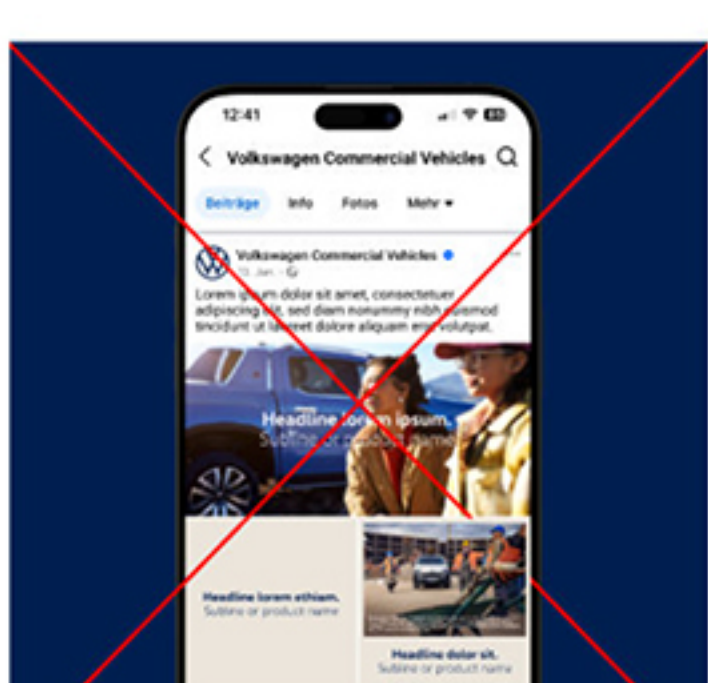 12:41
Volkswagen Commercial Vehicles
Beiträge Info Fotos Mehr
Volkswagen Commercial Vehicles
13. Jan.
Lorem ipsum dolor sit amet, consectetuer
adipiscing elit, sed diam nonummy nibh euismod
tincidunt ut laoreet dolore aliquam erat volutpat.
Headline lorem ipsum.
Subline or product name
Headline lorem ethiam.
Subline or product name
Headline dolor sit.
Subline or product name